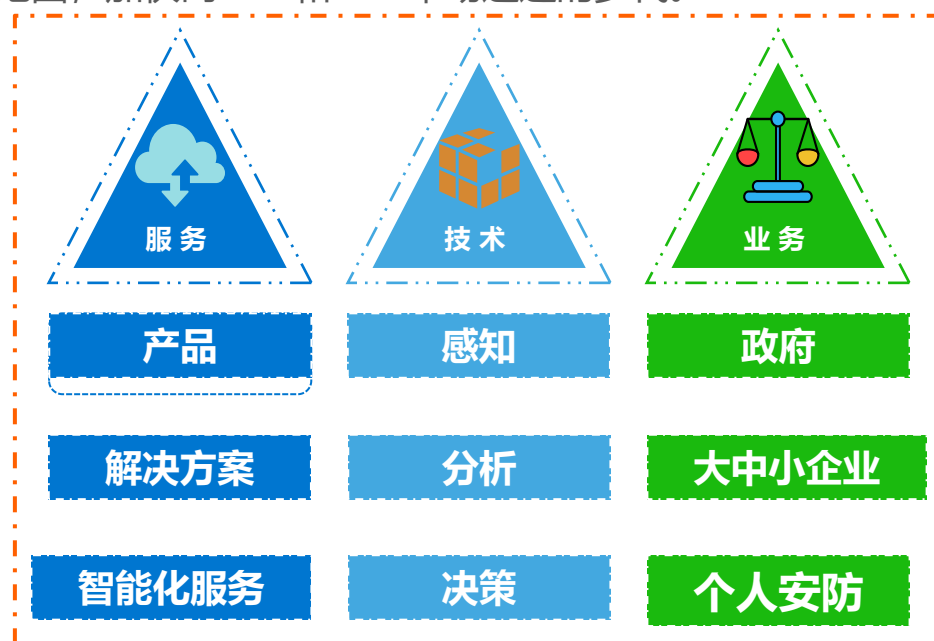 服 务
技 术
业 务
产品
感知
政府
解决方案
分析
大中小企业
智能化服务
决策
个人安防